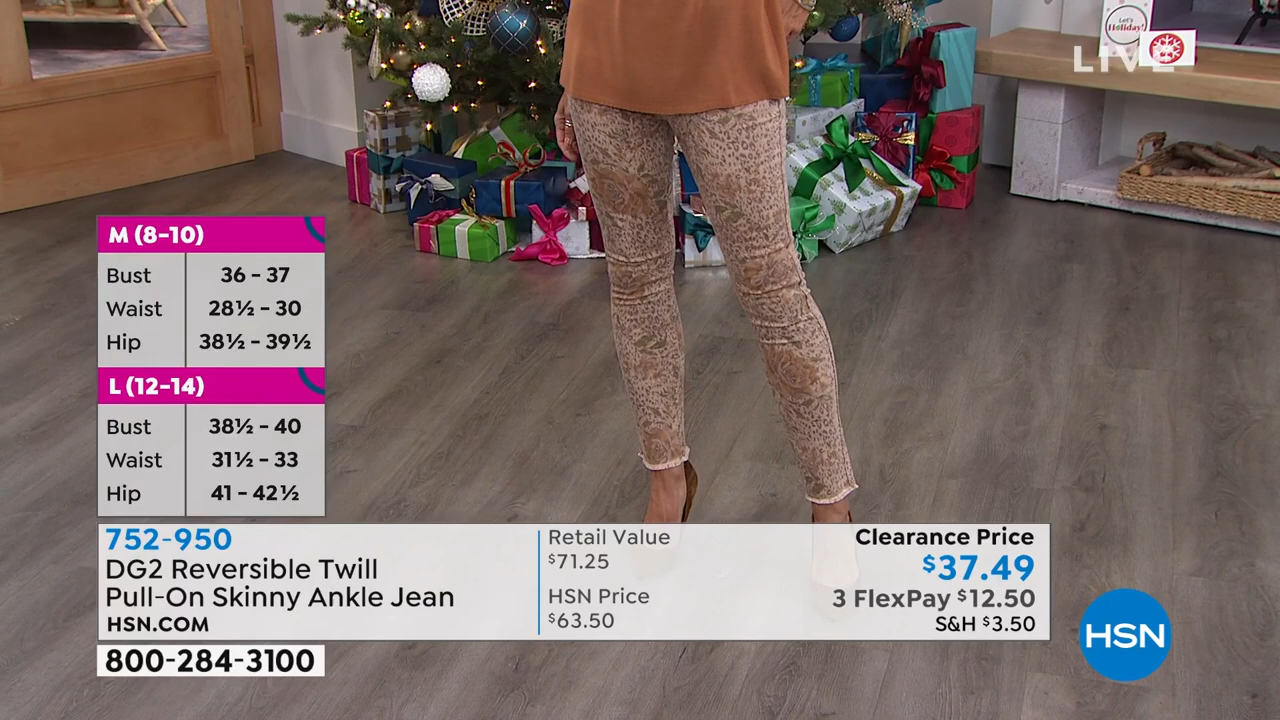 Let's
Holiday!
LIVE
M (8-10)
Bust 36 - 37
Waist 28½ - 30
Hip 38½ - 39½
L (12-14)
Bust 38½ - 40
Waist 31½ - 33
Hip 41 - 42½
752-950
DG2 Reversible Twill
Pull-On Skinny Ankle Jean
HSN.COM
Retail Value
$71.25
HSN Price
$63.50
Clearance Price
$37.49
3 FlexPay $12.50
S&H $3.50
800-284-3100
HSN